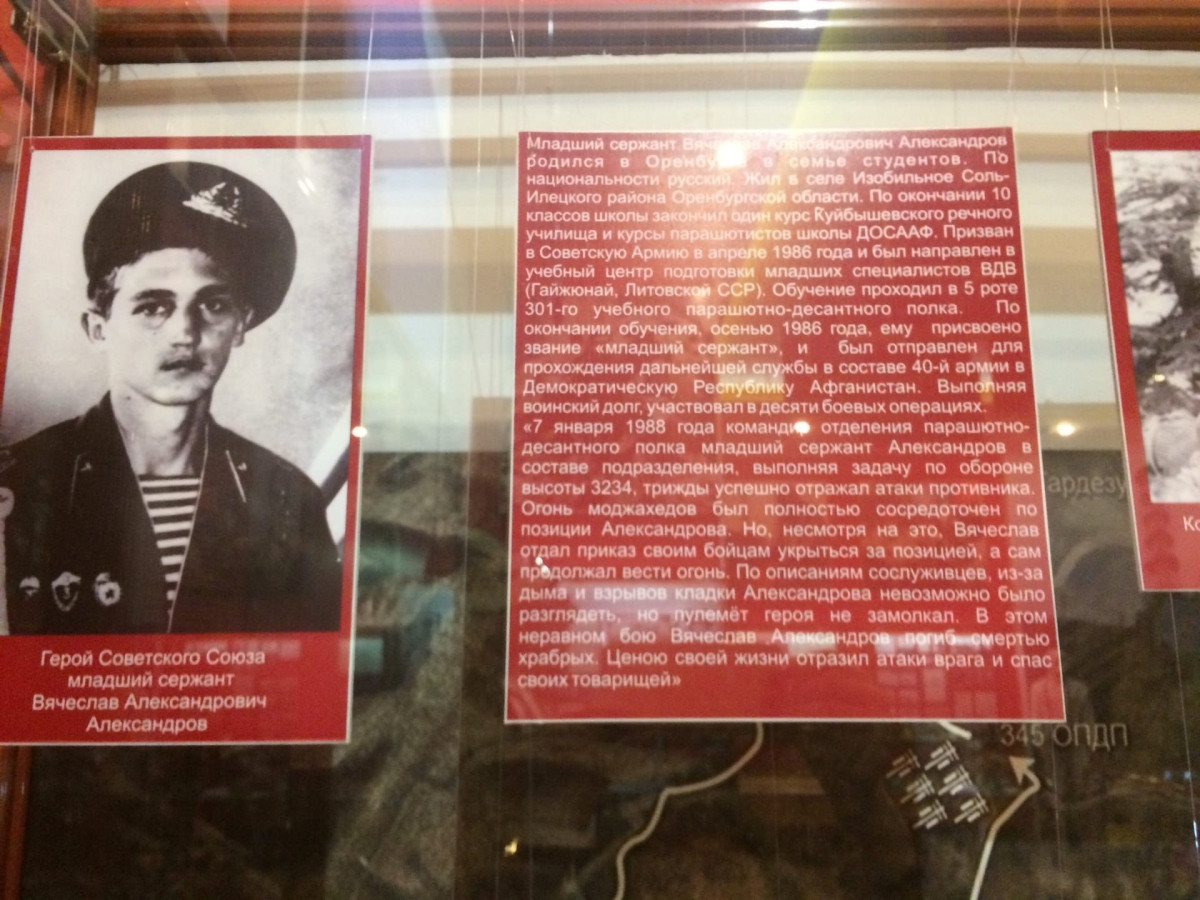 Герой Советского Союза
младший сержант
Вячеслав Александрович
Александров
Младший сержант Вячеслав Александрович Александров
родился в Оренбурге в семье студентов. По
национальности русский. Жил в селе Изобильное Соль-
Илецкого района Оренбургской области. По окончании 10
классов школы закончил один курс Куйбышевского речного
училища и курсы парашютистов школы ДОСААФ. Призван
в Советскую Армию в апреле 1986 года и был направлен в
учебный центр подготовки младших специалистов ВДВ
(Гайжюнай, Литовской ССР). Обучение проходил в 5 роте
301-го учебного парашютно-десантного полка. По
окончании обучения, осенью 1986 года, ему присвоено
звание «младший сержант», и был отправлен для
прохождения дальнейшей службы в составе 40-й армии в
Демократическую Республику Афганистан. Выполняя
воинский долг, участвовал в десяти боевых операциях.
«7 января 1988 года командир отделения парашютно-
десантного полка младший сержант Александров в
составе подразделения, выполняя задачу по обороне
высоты 3234, трижды успешно отражал атаки противника.
Огонь моджахедов был полностью сосредоточен по
позиции Александрова. Но, несмотря на это, Вячеслав
отдал приказ своим бойцам укрыться за позицией, а сам
продолжал вести огонь. По описаниям сослуживцев, из-за
дыма и взрывов кладки Александрова невозможно было
разглядеть, но пулемёт героя не замолкал. В этом
неравном бою Вячеслав Александров погиб смертью
храбрых. Ценою своей жизни отразил атаки врага и спас
своих товарищей»
345 ОПДП